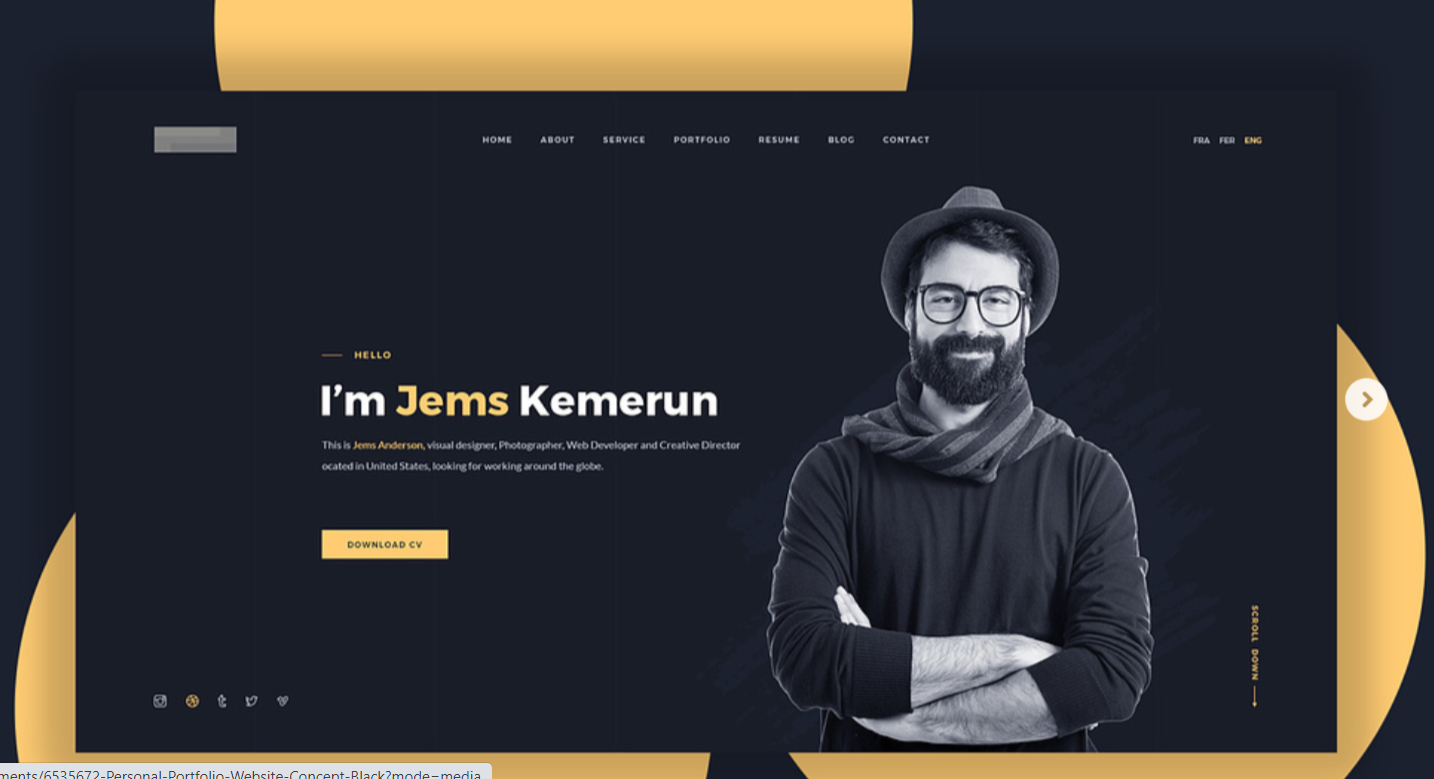 HOME ABOUT SERVICE PORTFOLIO RESUME BLOG CONTACT
FRA FER ENG
HELLO
I'm Jems Kemerun
This is Jems Anderson, visual designer, Photographer, Web Developer and Creative Director
ocated in United States, looking for working around the globe.
DOWNLOAD CV
SCROLL DOWN
ments/6535672-Personal-Portfolio-Website-Concept-Black?mode=media